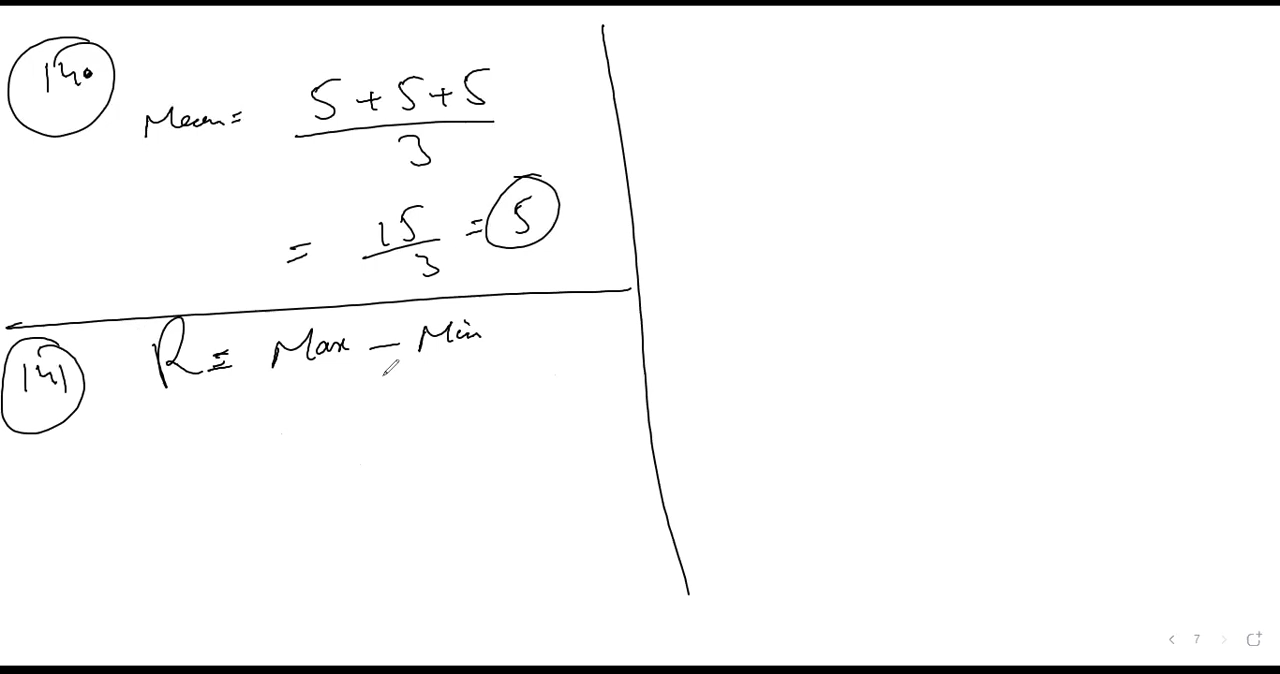 140
Mean = 5 + 5 + 5 / 3
= 15 / 3 = 5
141 R = Max - Min
7